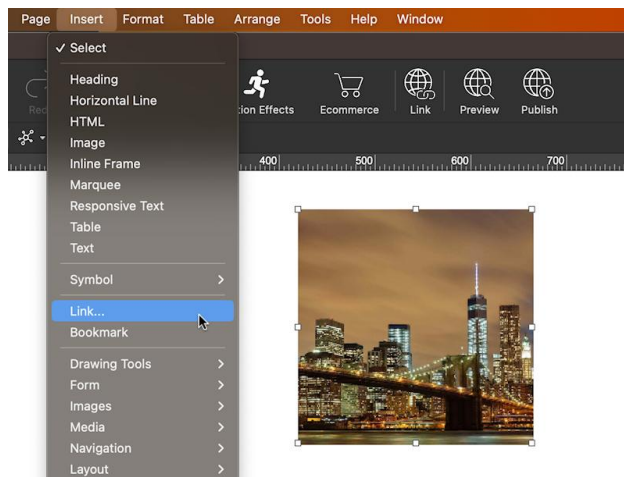 Page Insert Format Table Arrange Tools Help Window
✓ Select
Heading
Horizontal Line
HTML
Image
Inline Frame
Marquee
Responsive Text
Table
Text
Symbol
Link...
Bookmark
Drawing Tools
Form
Images
Media
Navigation
Layout
Ecommerce Link Preview Publish
Effects
400 500 600 700